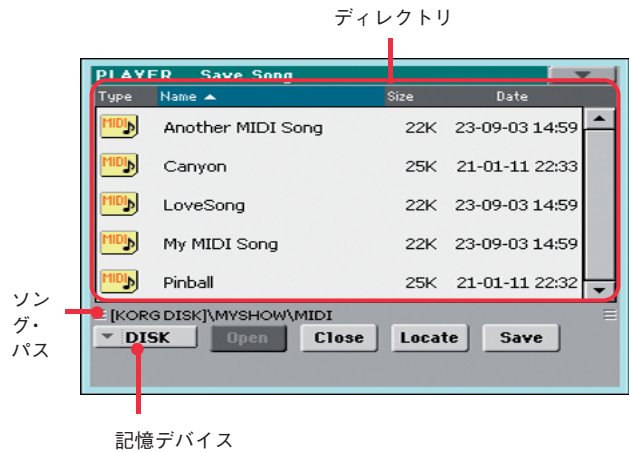 ディレクトリ
PLAYER Save Song
Type Name Size Date
MIDI Another MIDI Song 22K 23-09-03 14:59
MIDI Canyon 25K 21-01-11 22:33
MIDI LoveSong 22K 23-09-03 14:59
MIDI My MIDI Song 22K 23-09-03 14:59
MIDI Pinball 25K 21-01-11 22:32
ソン
グ・
パス
[KORG DISK]\MYSHOW\MIDI
DISK Open Close Locate Save
記憶デバイス